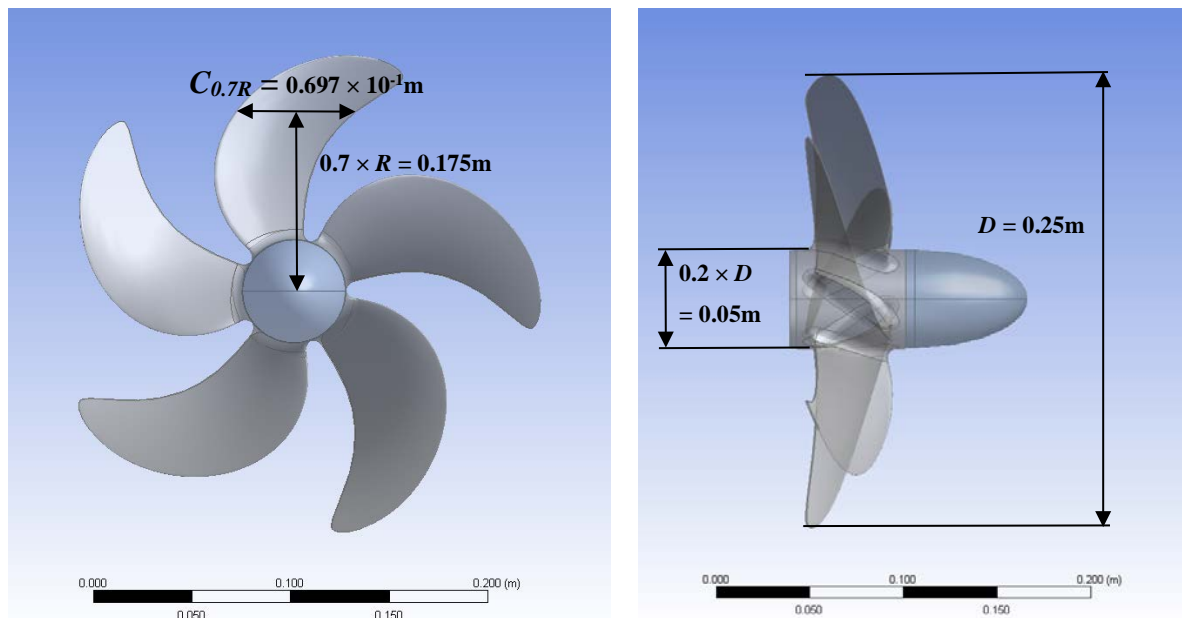 C0.7R = 0.697 × 10⁻¹m
0.7 × R = 0.175m
0.000 0.100 0.200 (m)
0.050 0.150
D = 0.25m
0.2 × D
= 0.05m
0.000 0.100 0.200 (m)
0.050 0.150